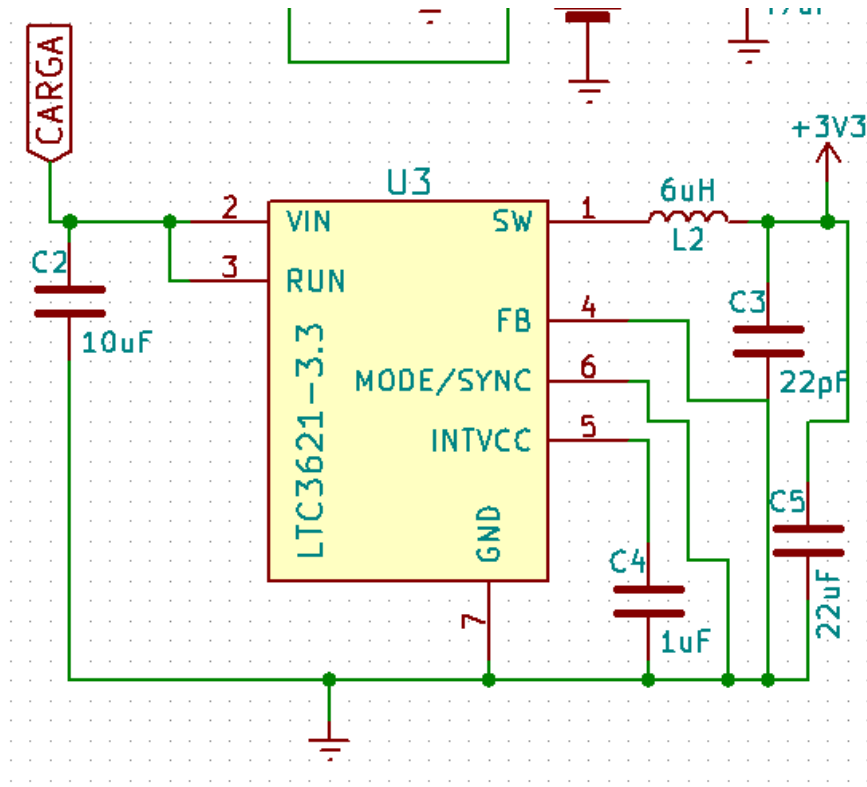 CARGA
+3V3
U3
6uH
2
VIN
SW
1
L2
C2
3
RUN
C3
FB
4
10uF
MODE/SYNC
6
22pF
INTVCC
5
LTC3621-3.3
C5
GND
C4
22uF
7
1uF